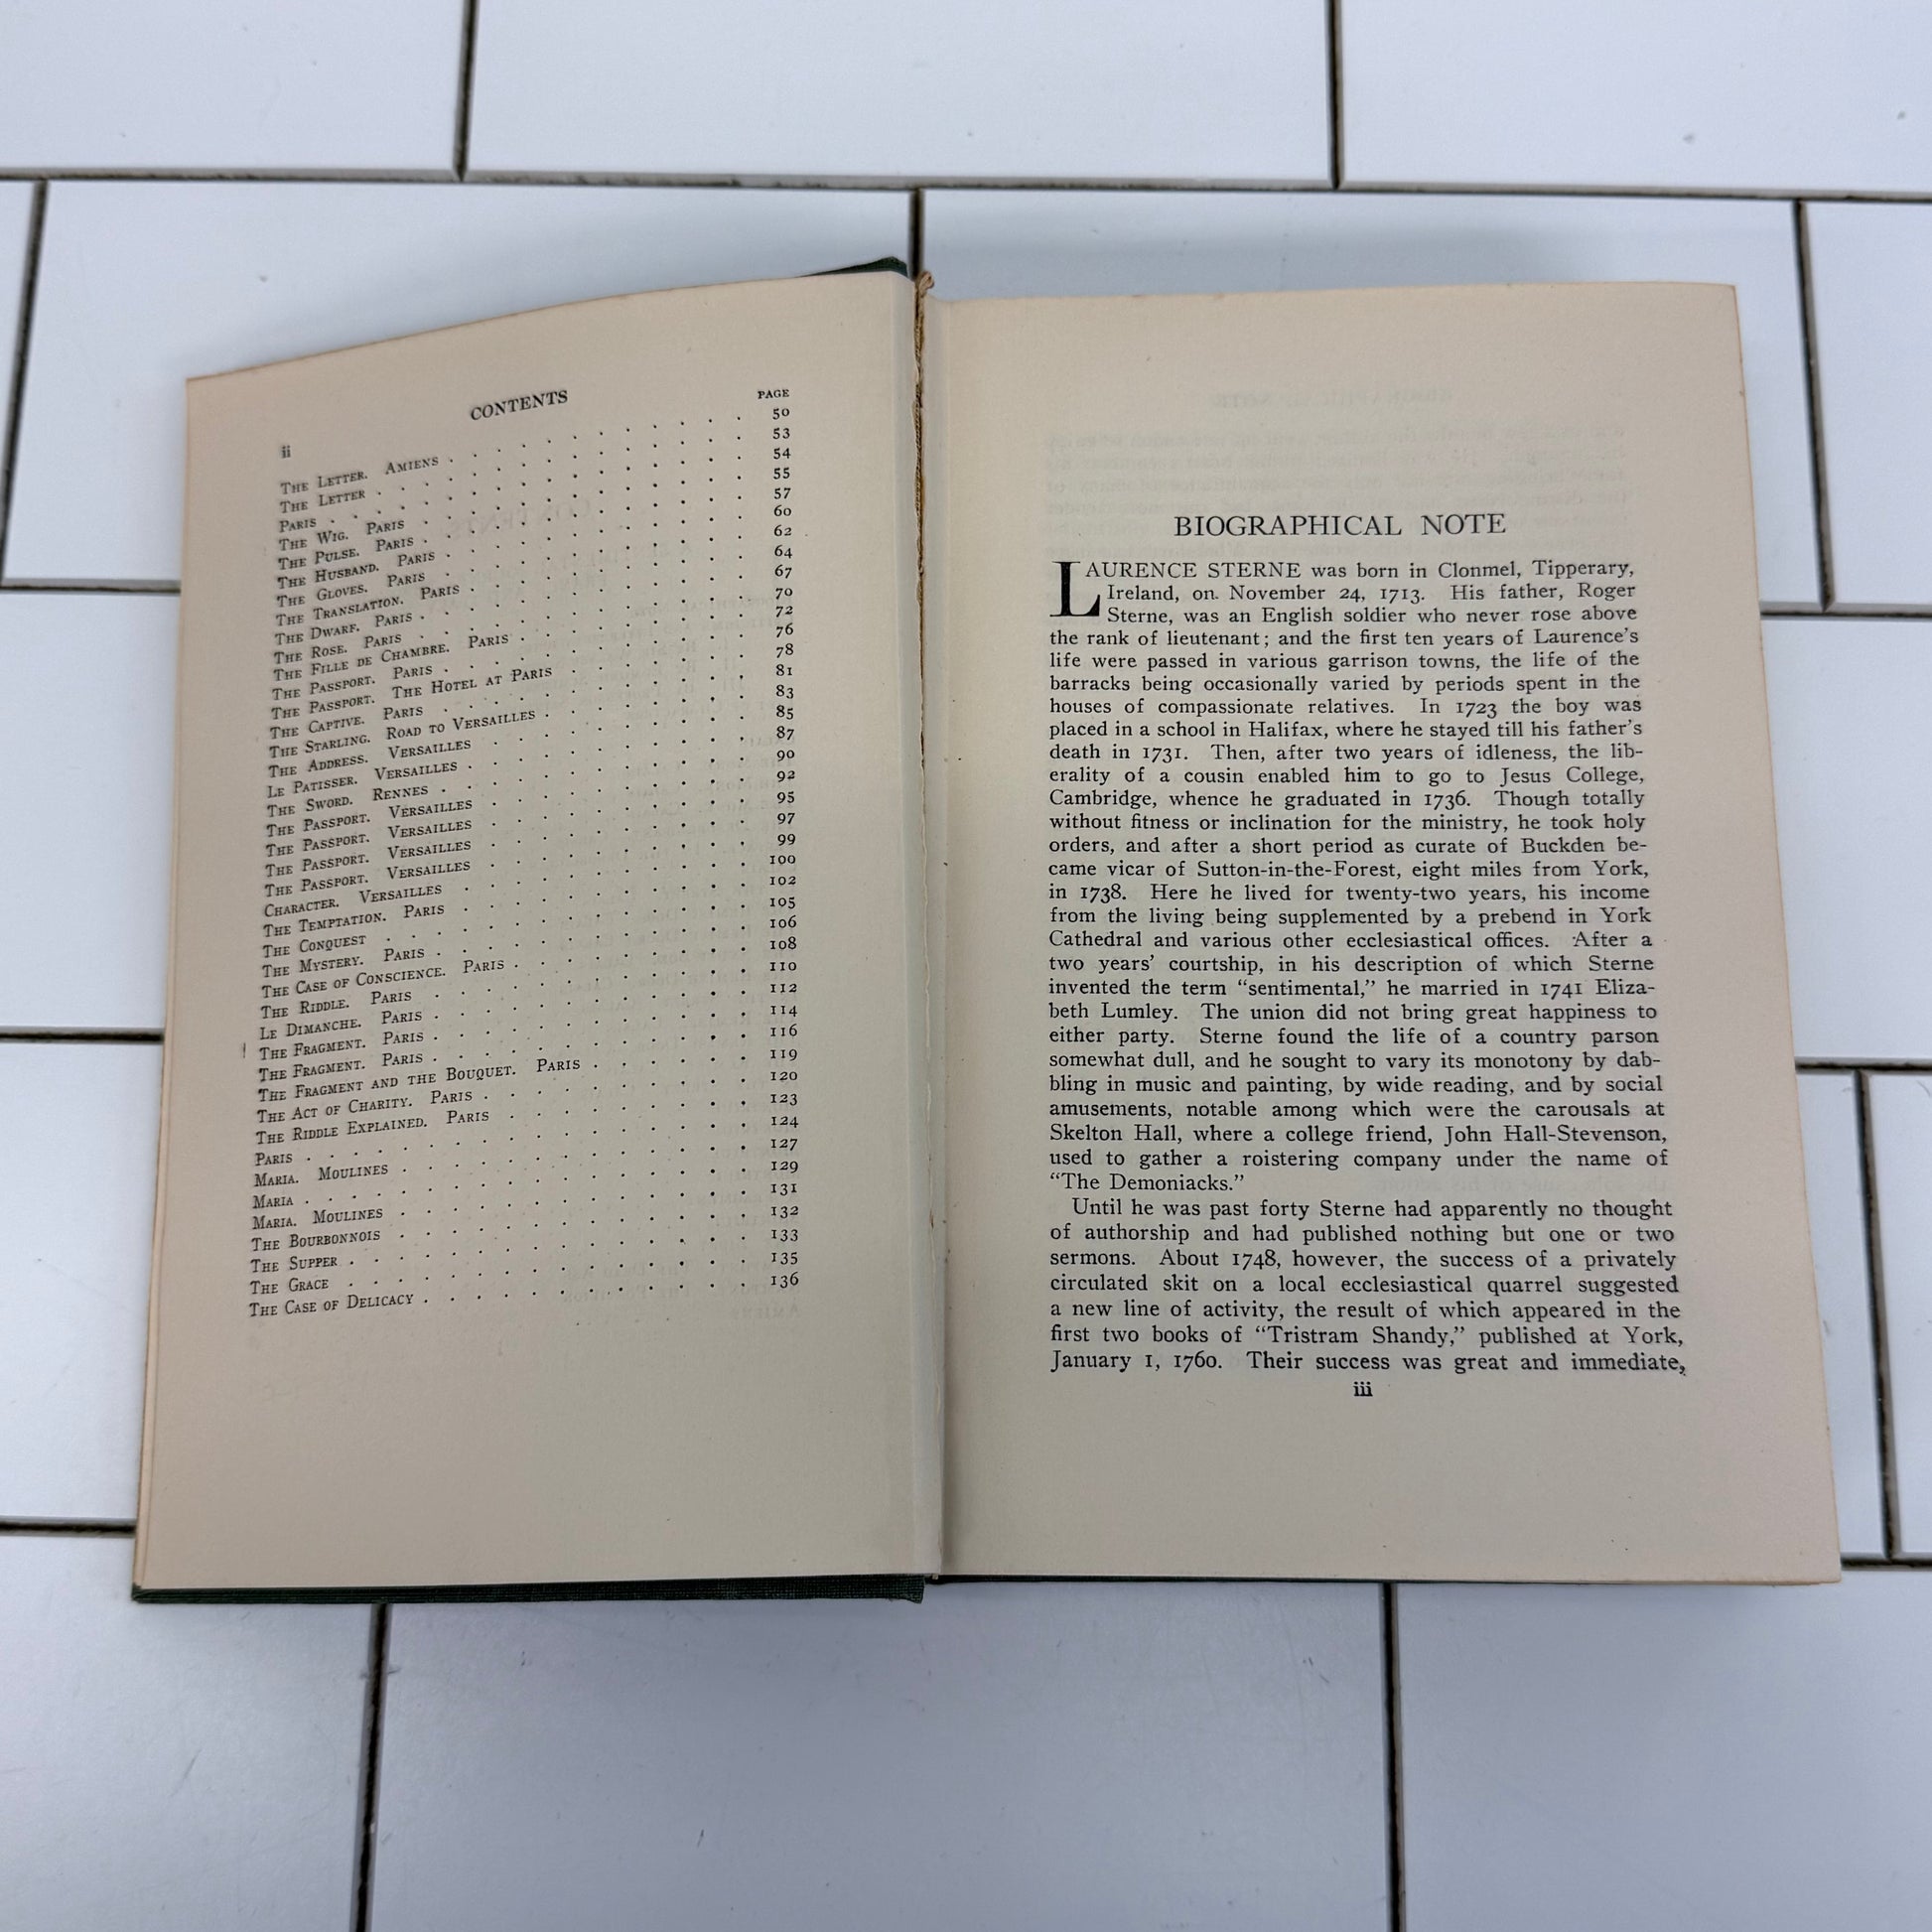 ii
CONTENTS
PAGE
THE LETTER. AMIENS . . . . . . . . . . . . 50
THE LETTER . . . . . . . . . . . . 53
PARIS . . . . . . . . . . . . 54
THE WIG. PARIS . . . . . . . . . . . . 55
THE PULSE. PARIS . . . . . . . . . . . . 57
THE HUSBAND. PARIS . . . . . . . . . . . . 60
THE GLOVES. PARIS . . . . . . . . . . . . 62
THE TRANSLATION. PARIS . . . . . . . . . . . . 64
THE DWARF. PARIS . . . . . . . . . . . . 67
THE ROSE. PARIS . . . . . . . . . . . . 70
THE FILLE DE CHAMBRE. PARIS . . . . . . . . . 72
THE PASSPORT. PARIS . . . . . . . . . . . . 76
THE PASSPORT. THE HOTEL AT PARIS . . . . . . . . 78
THE CAPTIVE. PARIS . . . . . . . . . . . . 81
THE STARLING. ROAD TO VERSAILLES . . . . . . . . 83
THE ADDRESS. VERSAILLES . . . . . . . . . . 85
LE PATISSER. VERSAILLES . . . . . . . . . . 87
THE SWORD. RENNES . . . . . . . . . . . . 90
THE PASSPORT. VERSAILLES . . . . . . . . . . 92
THE PASSPORT. VERSAILLES . . . . . . . . . . 95
THE PASSPORT. VERSAILLES . . . . . . . . . . 97
THE PASSPORT. VERSAILLES . . . . . . . . . . 99
CHARACTER. VERSAILLES . . . . . . . . . . . 100
THE TEMPTATION. PARIS . . . . . . . . . . . 102
THE CONQUEST . . . . . . . . . . . . 105
THE MYSTERY. PARIS . . . . . . . . . . . . 106
THE CASE OF CONSCIENCE. PARIS . . . . . . . . . 108
THE RIDDLE. PARIS . . . . . . . . . . . . 110
LE DIMANCHE. PARIS . . . . . . . . . . . . 112
THE FRAGMENT. PARIS . . . . . . . . . . . . 114
THE FRAGMENT. PARIS . . . . . . . . . . . . 116
THE FRAGMENT AND THE BOUQUET. PARIS . . . . . . 119
THE ACT OF CHARITY. PARIS . . . . . . . . . . 120
THE RIDDLE EXPLAINED. PARIS . . . . . . . . . 123
PARIS . . . . . . . . . . . . 124
MARIA. MOULINES . . . . . . . . . . . . 127
MARIA . . . . . . . . . . . . 129
MARIA. MOULINES . . . . . . . . . . . . 131
THE BOURBONNOIS . . . . . . . . . . . . 132
THE SUPPER . . . . . . . . . . . . 133
THE GRACE . . . . . . . . . . . . 135
THE CASE OF DELICACY . . . . . . . . . . . 136
BIOGRAPHICAL NOTE
LAURENCE STERNE was born in Clonmel, Tipperary,
Ireland, on November 24, 1713. His father, Roger
Sterne, was an English soldier who never rose above
the rank of lieutenant; and the first ten years of Laurence's
life were passed in various garrison towns, the life of the
barracks being occasionally varied by periods spent in the
houses of compassionate relatives. In 1723 the boy was
placed in a school in Halifax, where he stayed till his father's
death in 1731. Then, after two years of idleness, the lib-
erality of a cousin enabled him to go to Jesus College,
Cambridge, whence he graduated in 1736. Though totally
without fitness or inclination for the ministry, he took holy
orders, and after a short period as curate of Buckden be-
came vicar of Sutton-in-the-Forest, eight miles from York,
in 1738. Here he lived for twenty-two years, his income
from the living being supplemented by a prebend in York
Cathedral and various other ecclesiastical offices. After a
two years' courtship, in his description of which Sterne
invented the term "sentimental," he married in 1741 Eliza-
beth Lumley. The union did not bring great happiness to
either party. Sterne found the life of a country parson
somewhat dull, and he sought to vary its monotony by dab-
bling in music and painting, by wide reading, and by social
amusements, notable among which were the carousals at
Skelton Hall, where a college friend, John Hall-Stevenson,
used to gather a roistering company under the name of
"The Demoniacks."
Until he was past forty Sterne had apparently no thought
of authorship and had published nothing but one or two
sermons. About 1748, however, the success of a privately
circulated skit on a local ecclesiastical quarrel suggested
a new line of activity, the result of which appeared in the
first two books of "Tristram Shandy," published at York,
January 1, 1760. Their success was great and immediate,
iii